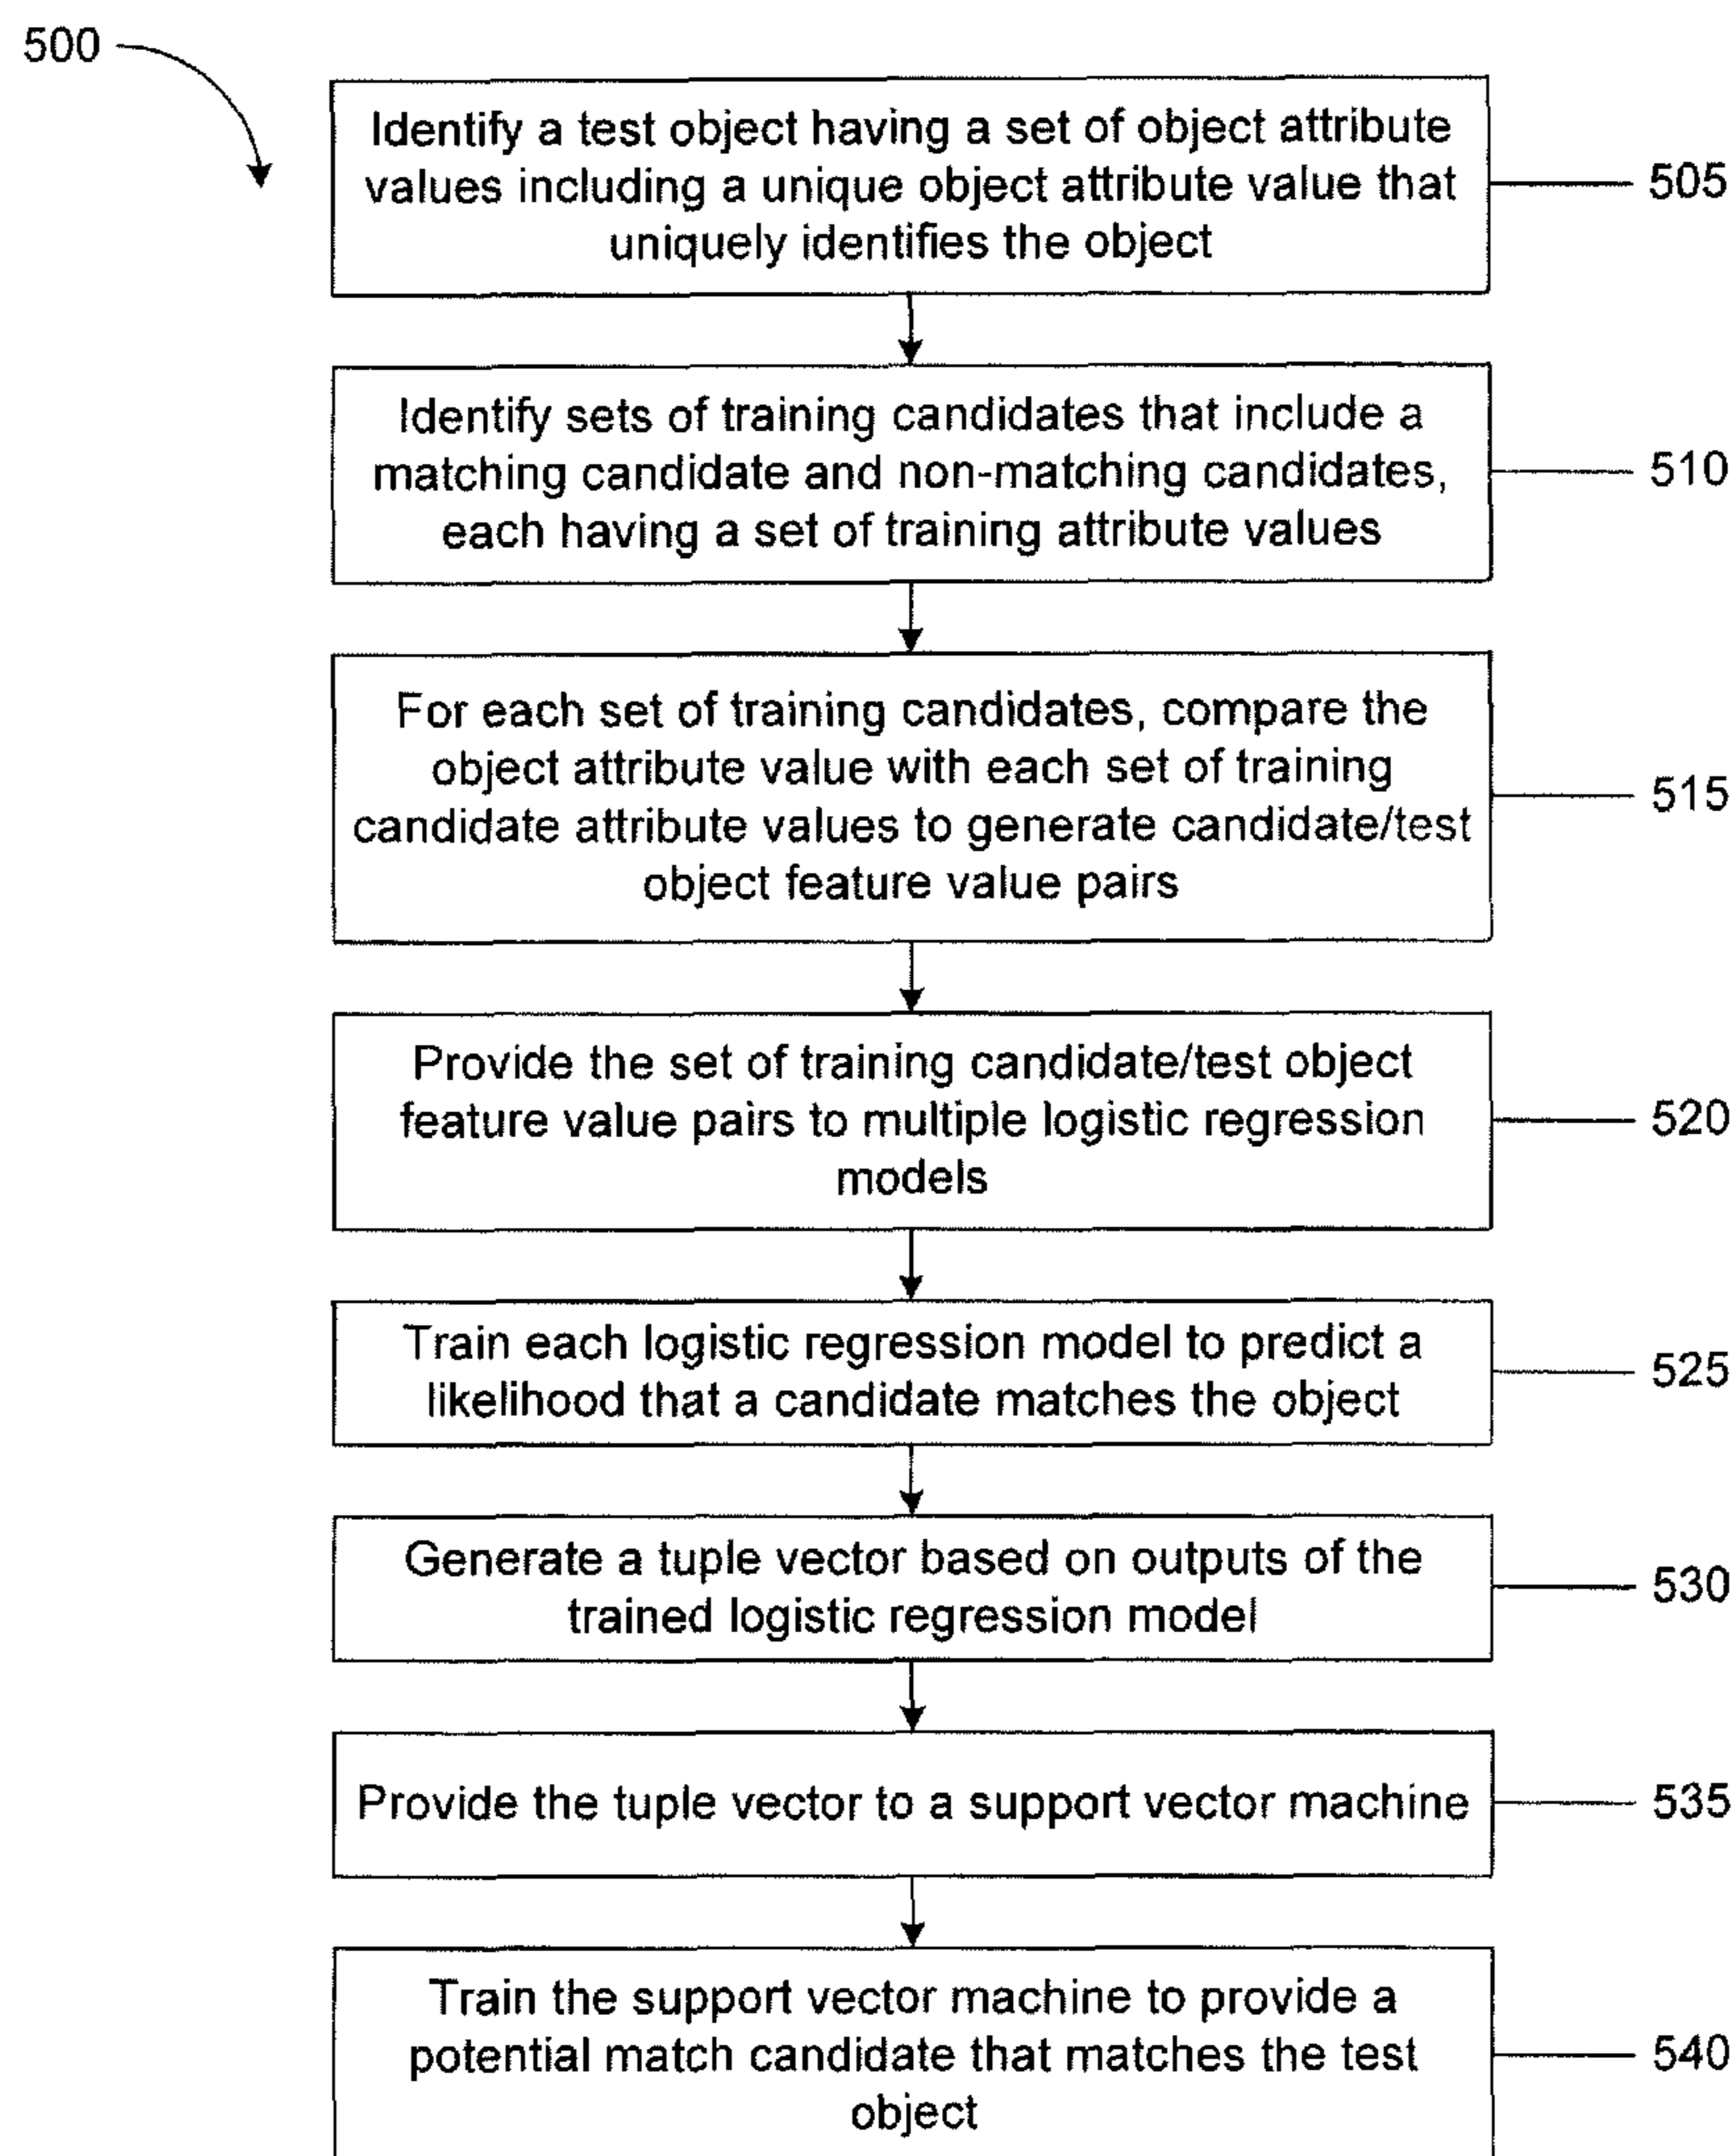 500
Identify a test object having a set of object attribute
values including a unique object attribute value that
uniquely identifies the object
505
Identify sets of training candidates that include a
matching candidate and non-matching candidates,
each having a set of training attribute values
510
For each set of training candidates, compare the
object attribute value with each set of training
candidate attribute values to generate candidate/test
object feature value pairs
515
Provide the set of training candidate/test object
feature value pairs to multiple logistic regression
models
520
Train each logistic regression model to predict a
likelihood that a candidate matches the object
525
Generate a tuple vector based on outputs of the
trained logistic regression model
530
Provide the tuple vector to a support vector machine
535
Train the support vector machine to provide a
potential match candidate that matches the test
object
540